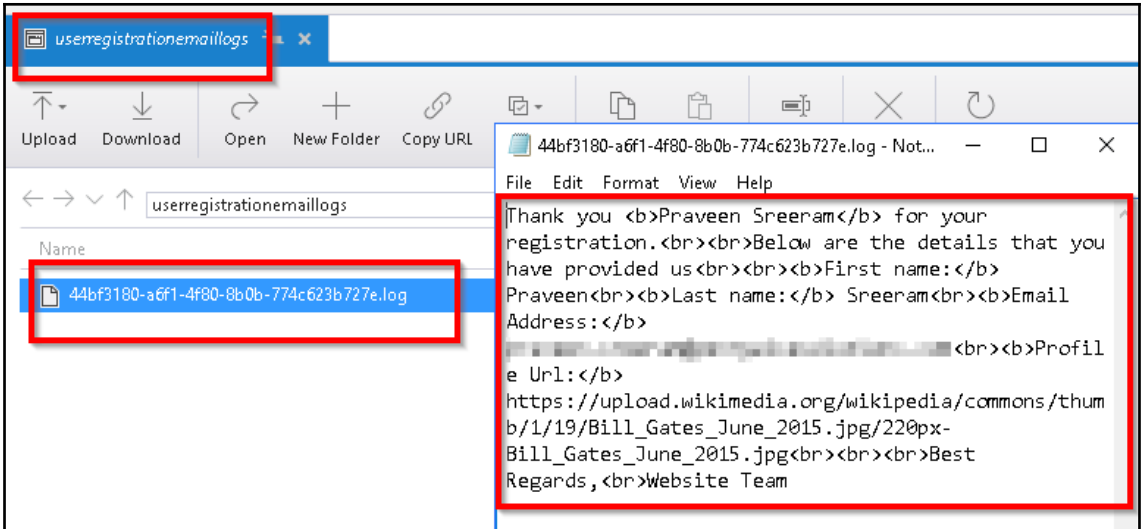 userregistrationemaillogs
Upload Download Open New Folder Copy URL
userregistrationemaillogs
Name
44bf3180-a6f1-4f80-8b0b-774c623b727e.log
44bf3180-a6f1-4f80-8b0b-774c623b727e.log - Not...
File Edit Format View Help
Thank you <b>Praveen Sreeram</b> for your
registration.<br><br>Below are the details that you
have provided us<br><br><b>First name:</b>
Praveen<br><b>Last name:</b> Sreeram<br><b>Email
Address:</b>
<br><b>Profil
e Url:</b>
https://upload.wikimedia.org/wikipedia/commons/thum
b/1/19/Bill_Gates_June_2015.jpg/220px-
Bill_Gates_June_2015.jpg<br><br><br>Best
Regards,<br>Website Team